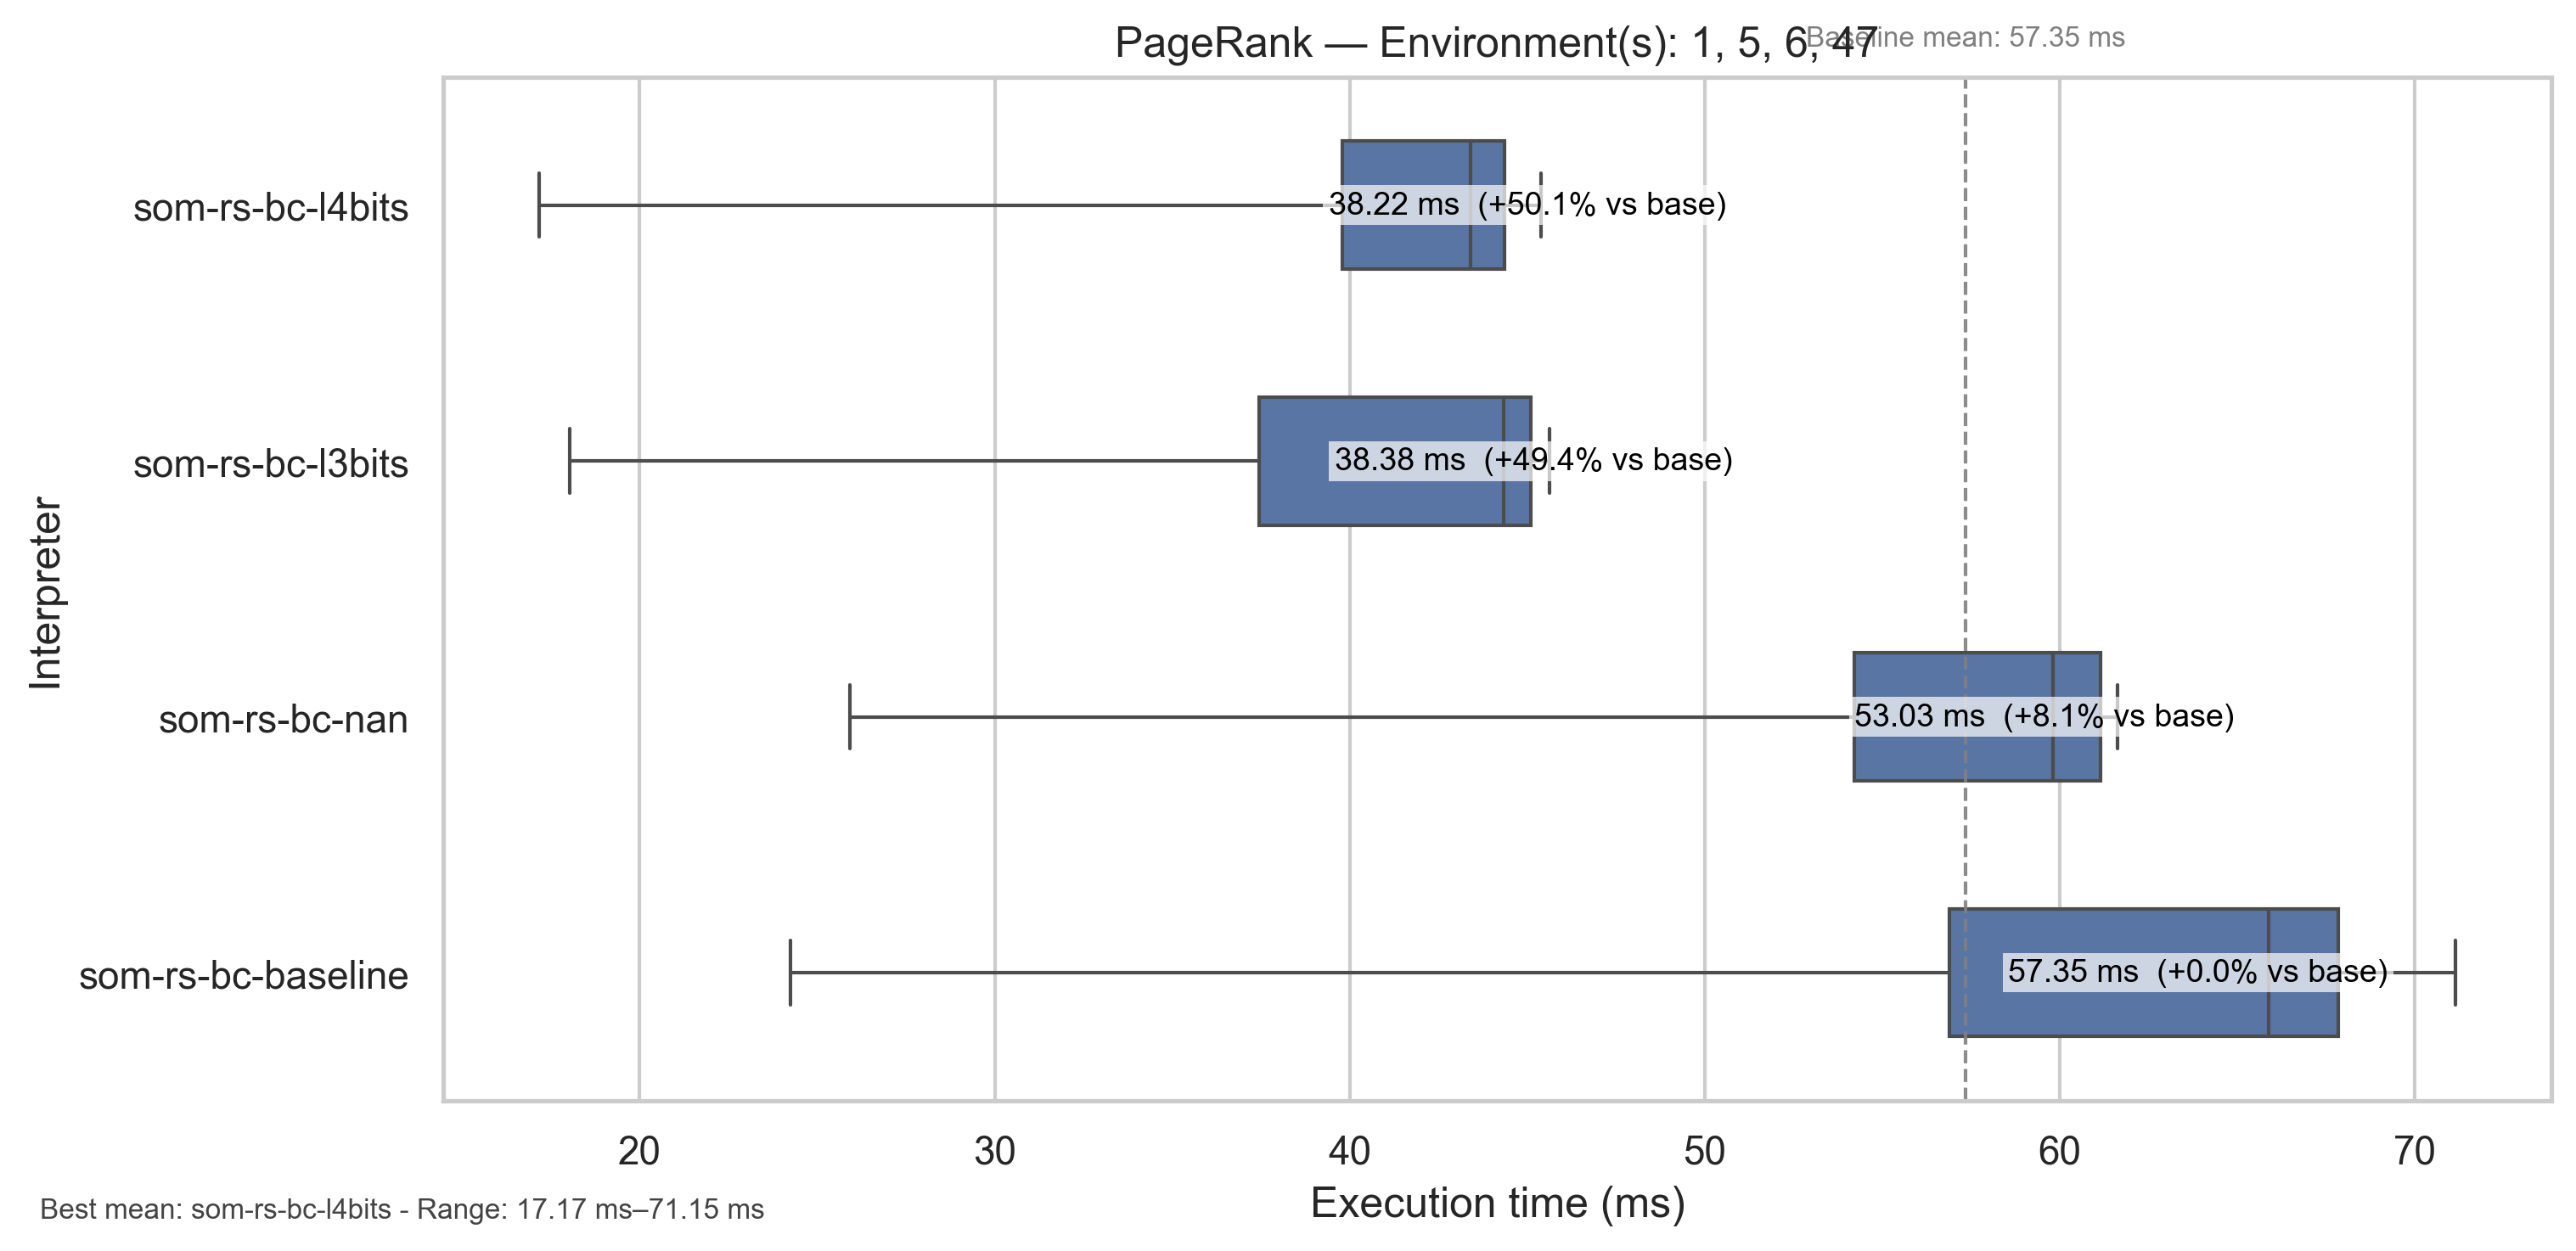 PageRank — Environment(s): 1, 5, 6, 47
Baseline mean: 57.35 ms
Interpreter
som-rs-bc-l4bits
38.22 ms (+50.1% vs base)
som-rs-bc-l3bits
38.38 ms (+49.4% vs base)
som-rs-bc-nan
53.03 ms (+8.1% vs base)
som-rs-bc-baseline
57.35 ms (+0.0% vs base)
20 30 40 50 60 70
Execution time (ms)
Best mean: som-rs-bc-l4bits - Range: 17.17 ms–71.15 ms